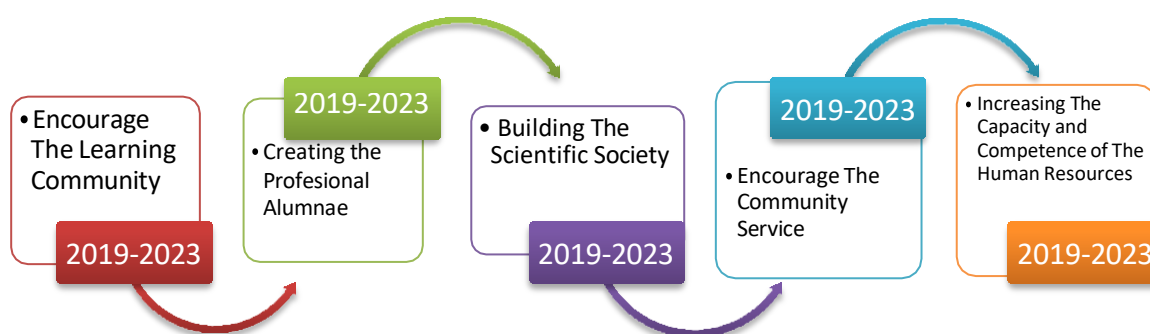 • Encourage
The Learning
Community
2019-2023
2019-2023
• Creating the
Profesional
Alumnae
• Building The
Scientific Society
2019-2023
2019-2023
• Encourage The
Community
Service
• Increasing The
Capacity and
Competence of The
Human Resources
2019-2023